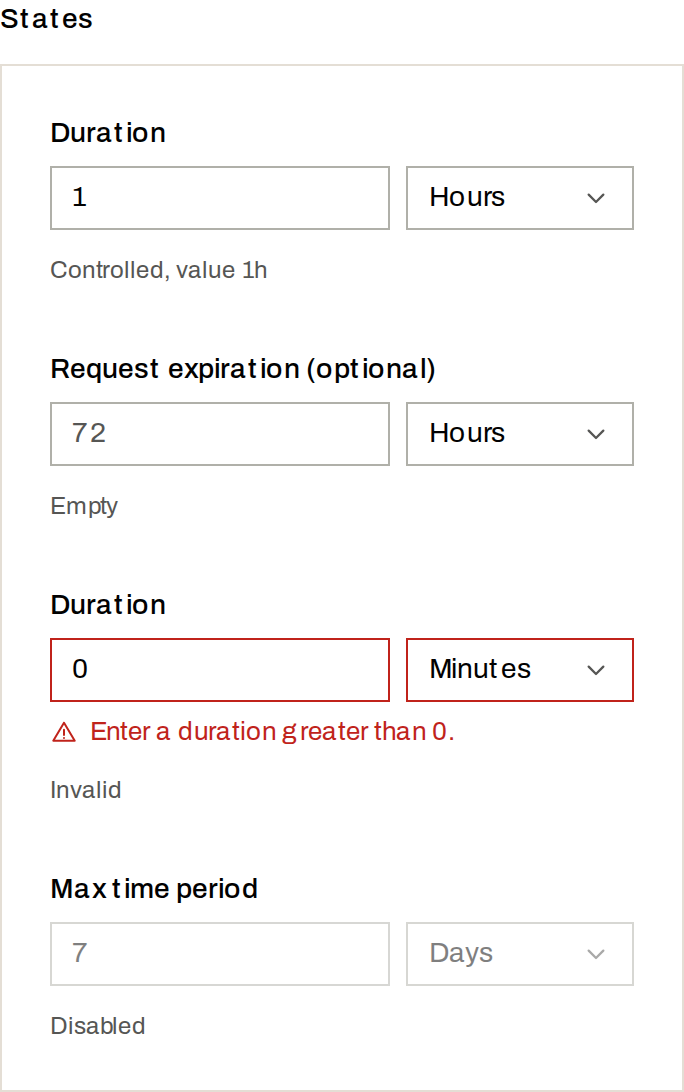 States
Duration
1 Hours
Controlled, value 1h
Request expiration (optional)
72 Hours
Empty
Duration
0 Minutes
Enter a duration greater than 0.
Invalid
Max time period
7 Days
Disabled